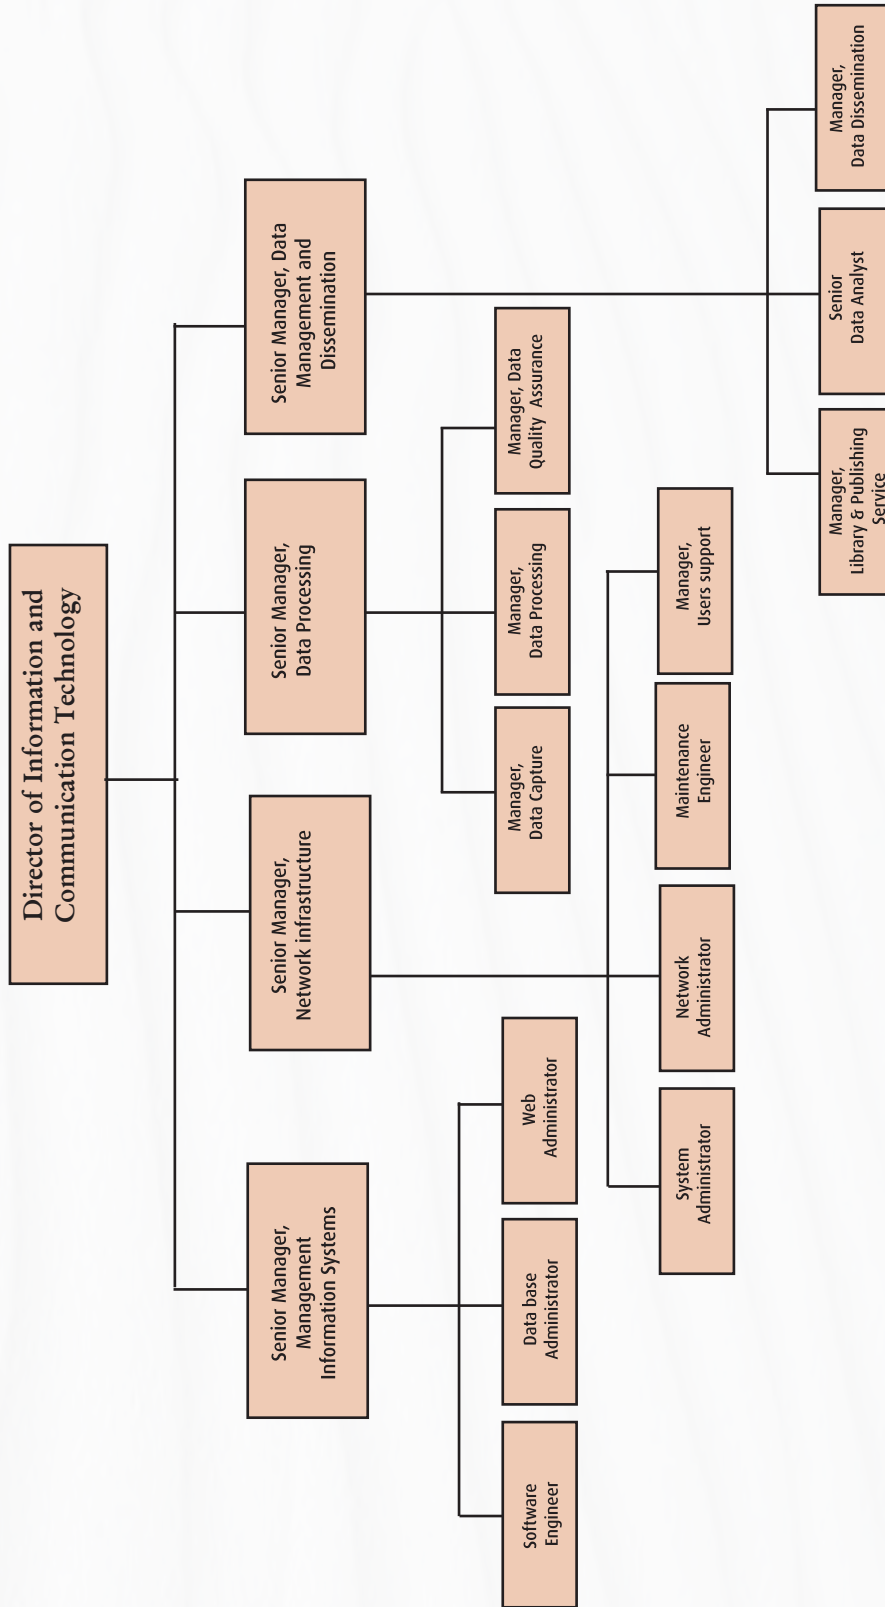 Director of Information and
Communication Technology
Senior Manager,
Management
Information Systems
Senior Manager,
Network infrastructure
Senior Manager,
Data Processing
Senior Manager, Data
Management and
Dissemination
Software
Engineer
Data base
Administrator
Web
Administrator
System
Administrator
Network
Administrator
Maintenance
Engineer
Manager,
Users support
Manager,
Data Capture
Manager,
Data Processing
Manager, Data
Quality Assurance
Manager,
Library & Publishing
Service
Senior
Data Analyst
Manager,
Data Dissemination